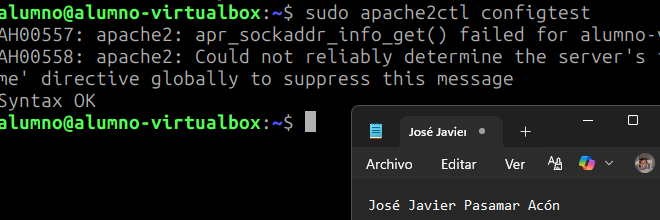 alumno@alumno-virtualbox:~$ sudo apache2ctl configtest
AH00557: apache2: apr_sockaddr_info_get() failed for alumno-
AH00558: apache2: Could not reliably determine the server's
me' directive globally to suppress this message
Syntax OK
alumno@alumno-virtualbox:~$
José Javier
Archivo Editar Ver
José Javier Pasamar Acón